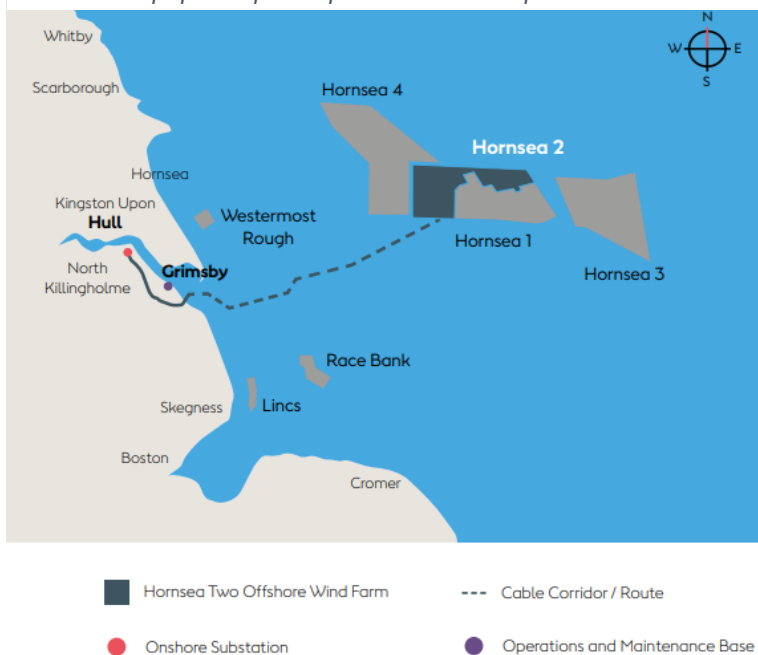 N
W E
S
Whitby
Scarborough
Hornsea 4
Hornsea 2
Hornsea
Kingston Upon
Hull
Westermost
Rough
Hornsea 1
North
Killingholme
Grimsby
Hornsea 3
Race Bank
Skegness
Lincs
Boston
Cromer
Hornsea Two Offshore Wind Farm
Cable Corridor / Route
Onshore Substation
Operations and Maintenance Base